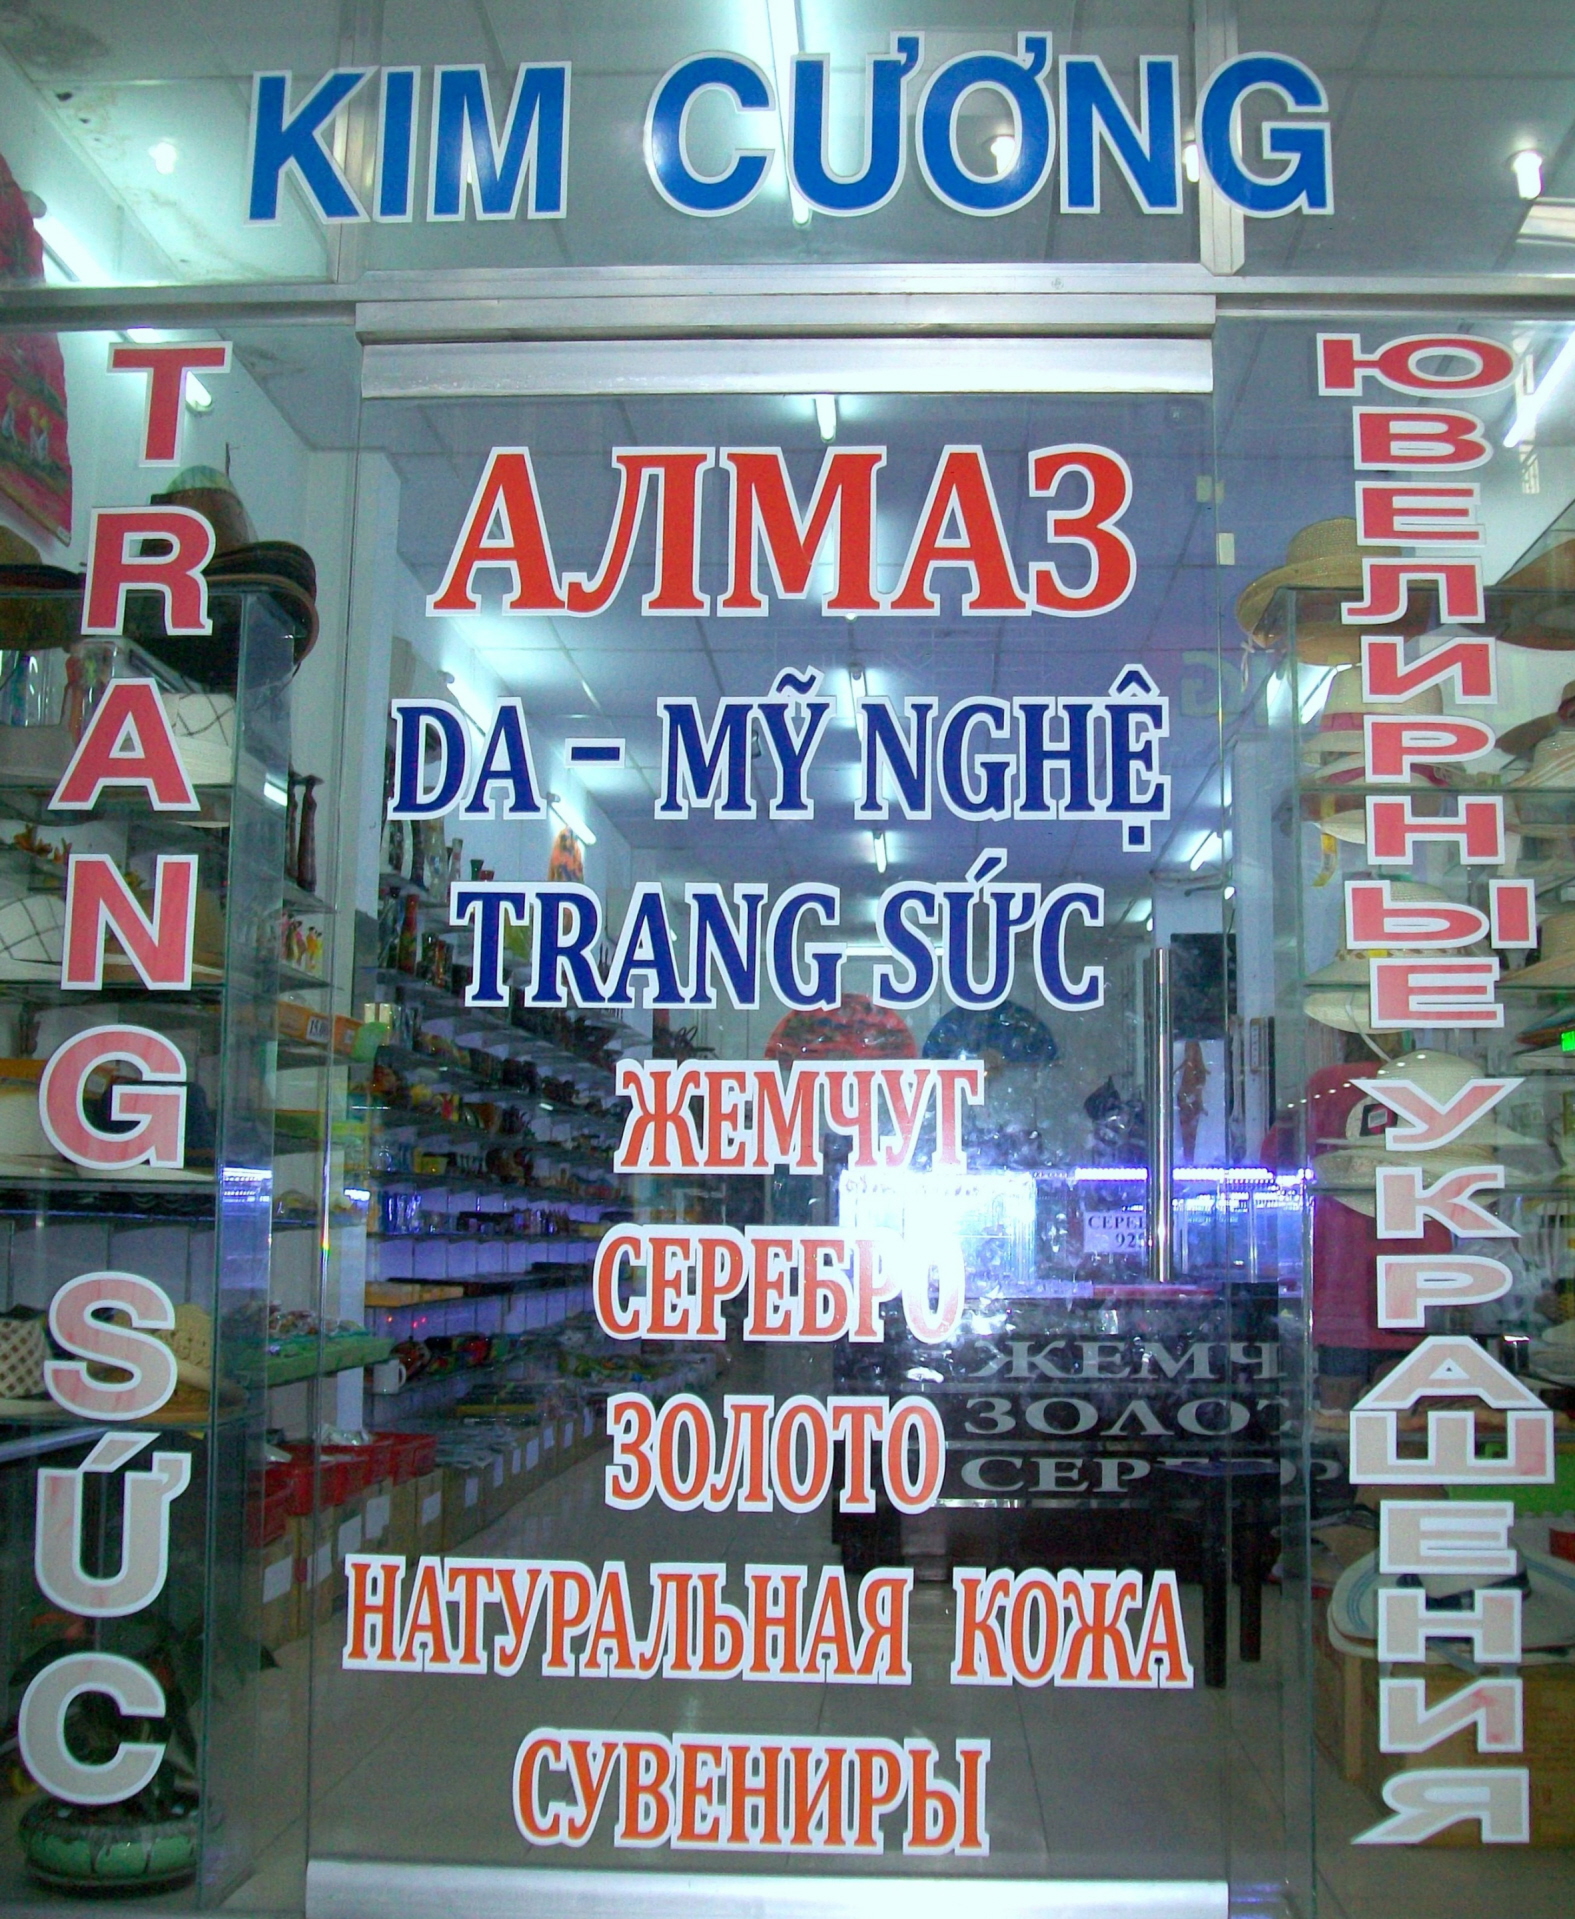 KIM CƯƠNG
TRANG SỨC
АЛМАЗ
DA - MỸ NGHỆ
TRANG SỨC
ЖЕМЧУГ
СЕРЕБРО
ЗОЛОТО
НАТУРАЛЬНАЯ КОЖА
СУВЕНИРЫ
ЮВЕЛИРНЫЕ УКРАШЕНИЯ